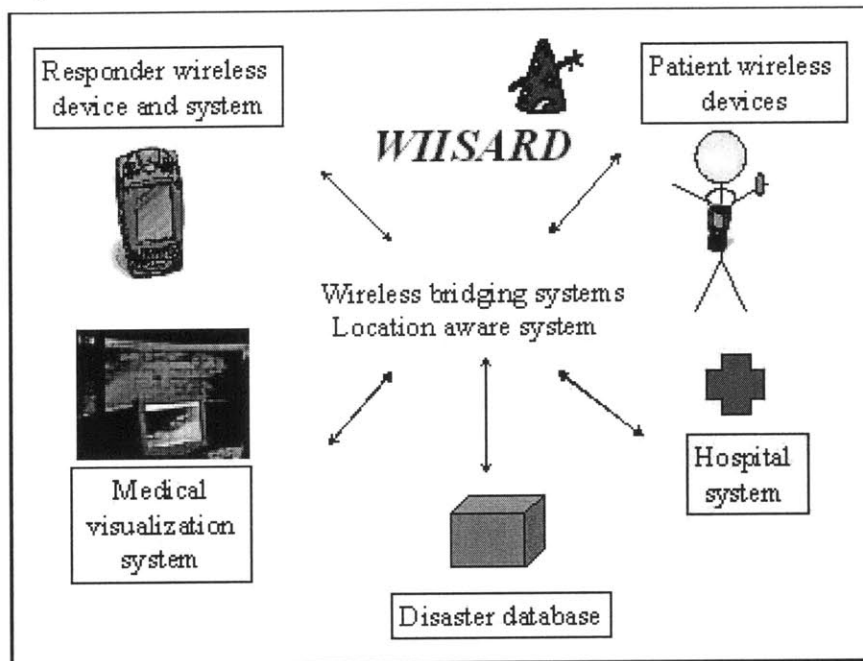 Responder wireless
device and system
WIISARD
Patient wireless
devices
Wireless bridging systems
Location aware system
Medical
visualization
system
Hospital
system
Disaster database